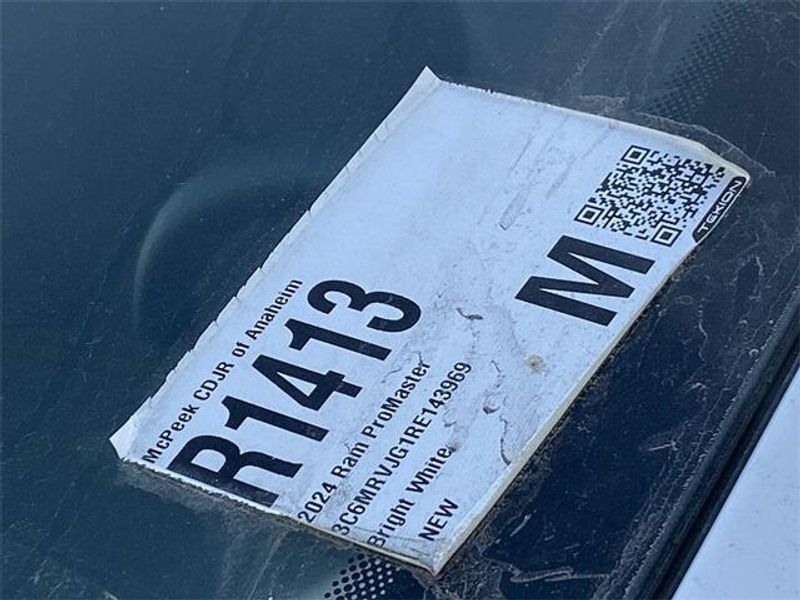 McPeek CDJR of Anaheim
R1413
2024 Ram ProMaster
3C6MRVJG1RE143969
Bright White
NEW
M
TEKION